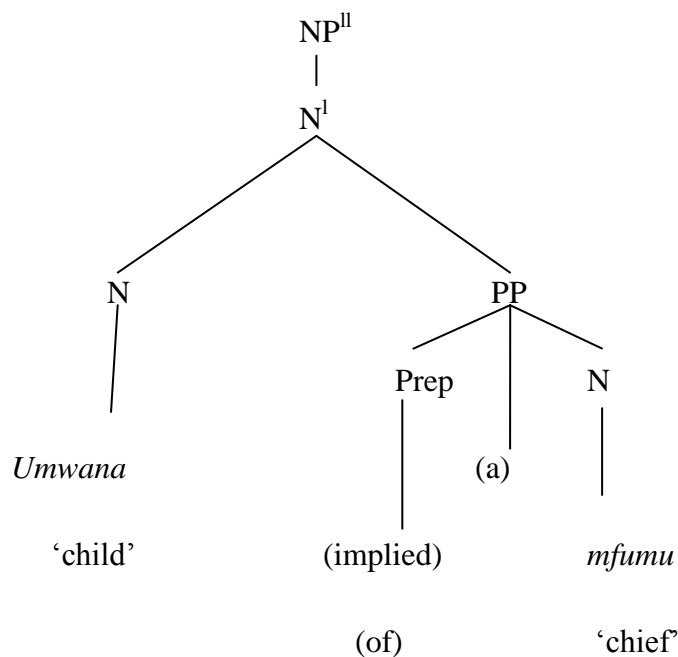 NP^ll
N^l
N PP
Prep N
Umwana (a)
‘child’ (implied) mfumu
(of) ‘chief’